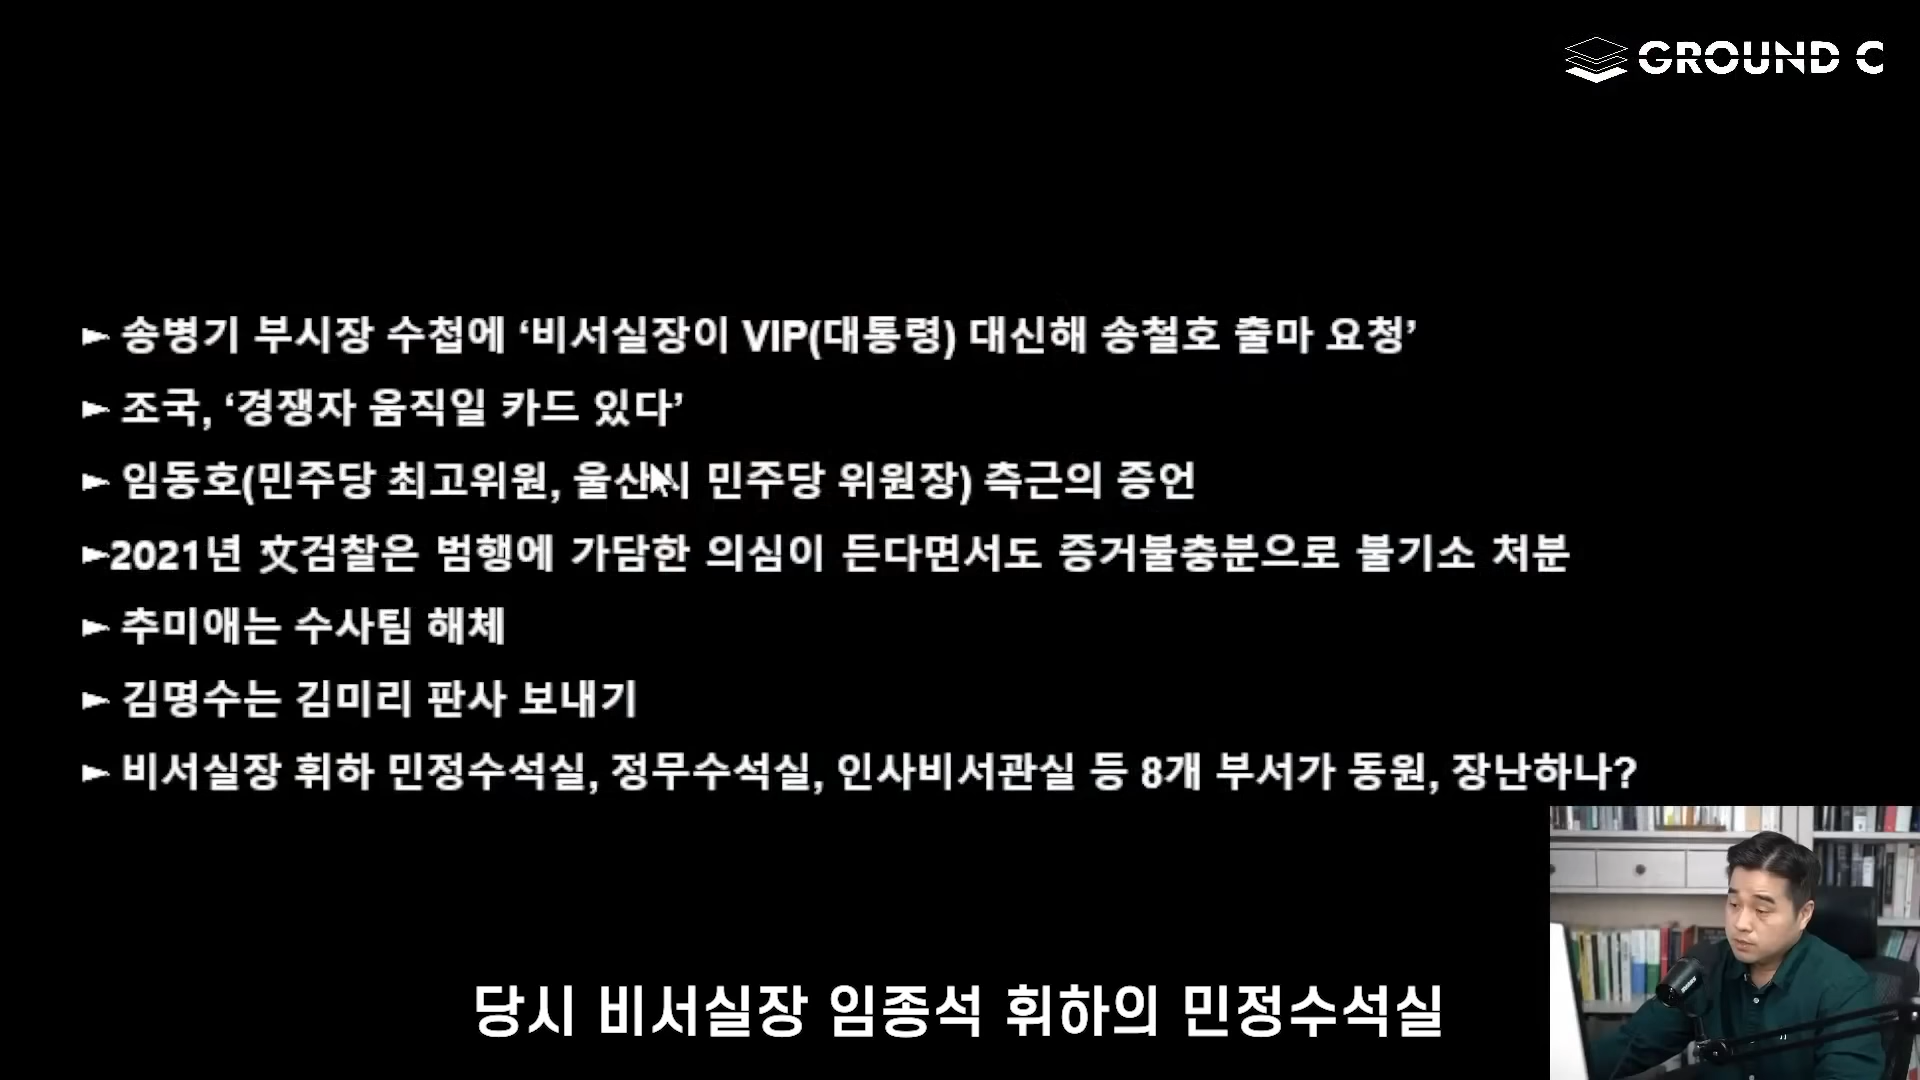 GROUND C
► 송병기 부시장 수첩에 ‘비서실장이 VIP(대통령) 대신해 송철호 출마 요청’
► 조국, ‘경쟁자 움직일 카드 있다’
► 임동호(민주당 최고위원, 울산시 민주당 위원장) 측근의 증언
►2021년 文검찰은 범행에 가담한 의심이 든다면서도 증거불충분으로 불기소 처분
► 추미애는 수사팀 해체
► 김명수는 김미리 판사 보내기
► 비서실장 휘하 민정수석실, 정무수석실, 인사비서관실 등 8개 부서가 동원, 장난하나?
당시 비서실장 임종석 휘하의 민정수석실